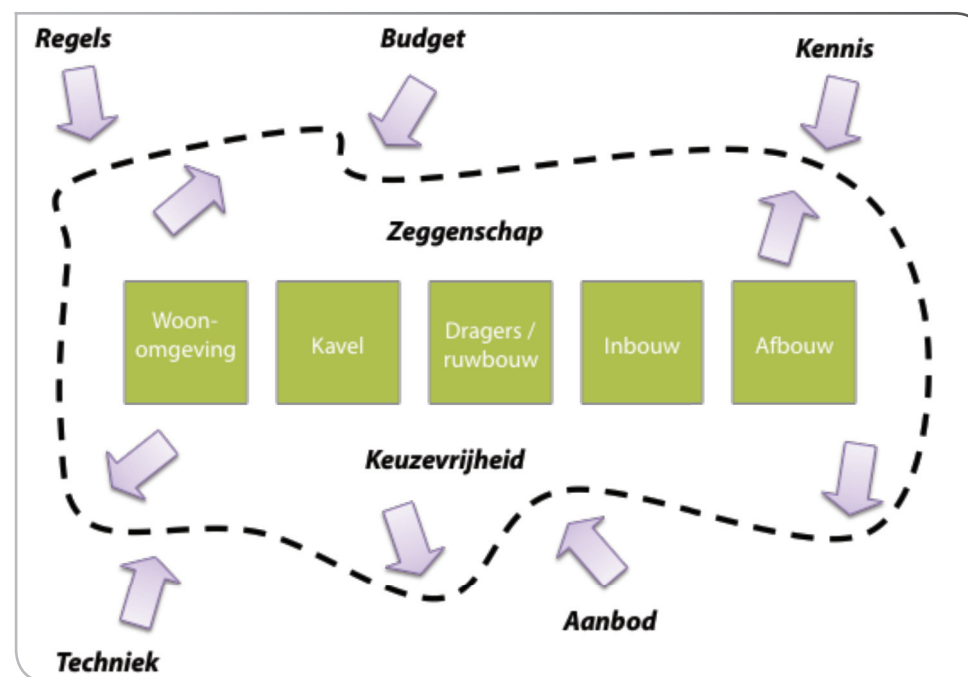 Regels
Budget
Kennis
Zeggenschap
Woon-
omgeving
Kavel
Dragers /
ruwbouw
Inbouw
Afbouw
Keuzevrijheid
Aanbod
Techniek